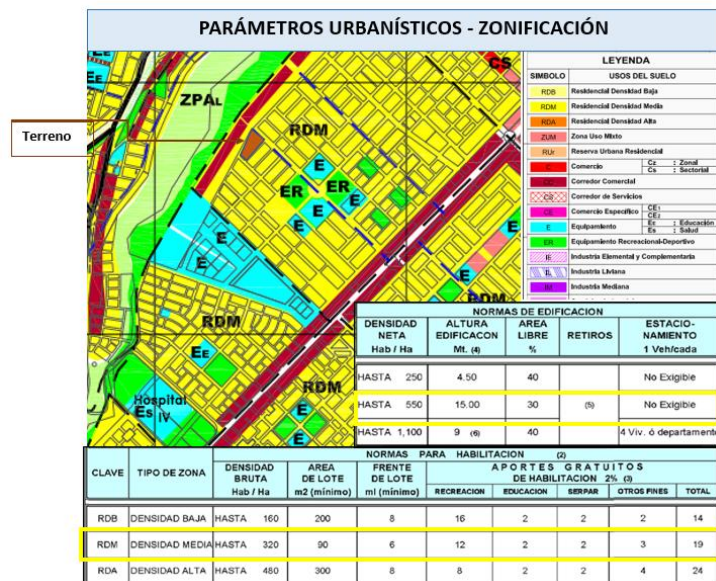 PARÁMETROS URBANÍSTICOS - ZONIFICACIÓN
Terreno
EE
EE
ZPAL
RDM
CS
E
ER
E
ER
E
E
E
E
E
E
E
E
RDM
RDM
EE
RDM
E
E
Hospital
Es IV
LEYENDA
SIMBOLO USOS DEL SUELO
RDB Residencial Densidad Baja
RDM Residencial Densidad Media
RDA Residencial Densidad Alta
ZUM Zona Uso Mixto
RUr Reserva Urbana Residencial
C Comercio Cz : Zonal
Cs : Sectorial
Corredor Comercial
CS Corredor de Servicios
CE Comercio Específico CE1
CE2
E Equipamiento Ee : Educación
Es : Salud
ER Equipamiento Recreacional-Deportivo
IE Industria Elemental y Complementaria
IL Industria Liviana
IM Industria Mediana
NORMAS DE EDIFICACION
DENSIDAD NETA Hab / Ha ALTURA EDIFICACON Mt. (4) AREA LIBRE % RETIROS ESTACIO-NAMIENTO 1 Veh/cada
HASTA 250 4.50 40 No Exigible
HASTA 550 15.00 30 (5) No Exigible
HASTA 1,100 9 (6) 40 4 Viv. ó departamento
NORMAS PARA HABILITACION (2)
CLAVE TIPO DE ZONA DENSIDAD BRUTA Hab / Ha AREA DE LOTE m2 (mínimo) FRENTE DE LOTE ml (mínimo) APORTES GRATUITOS DE HABILITACION 2% (3)
RECREACION EDUCACION SERPAR OTROS FINES TOTAL
RDB DENSIDAD BAJA HASTA 160 200 8 16 2 2 2 14
RDM DENSIDAD MEDIA HASTA 320 90 6 12 2 2 3 19
RDA DENSIDAD ALTA HASTA 480 300 8 8 2 2 4 24